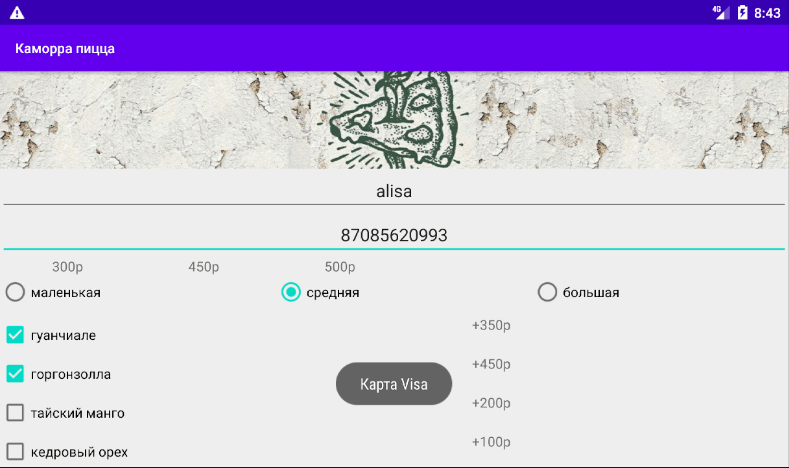 4G 8:43
Каморра пицца
alisa
87085620993
300р 450р 500р
маленькая средняя большая
+350р
гуанчиале
+450р
горгонзолла
Карта Visa
+200р
тайский манго
+100р
кедровый орех